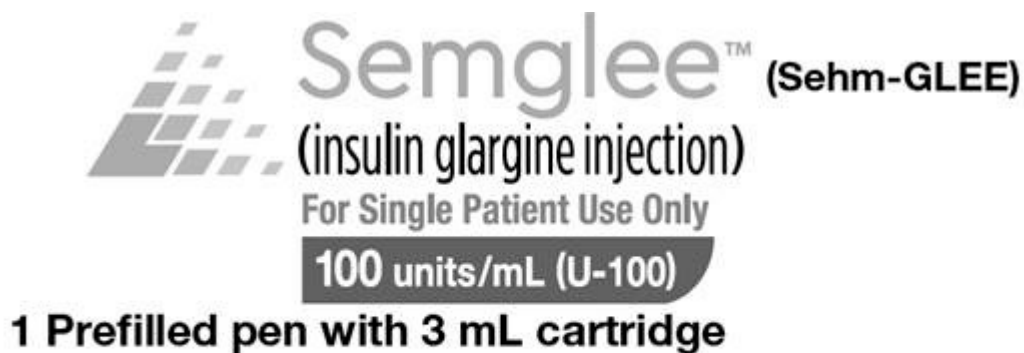 Semglee™ (Sehm-GLEE)
(insulin glargine injection)
For Single Patient Use Only
100 units/mL (U-100)
1 Prefilled pen with 3 mL cartridge